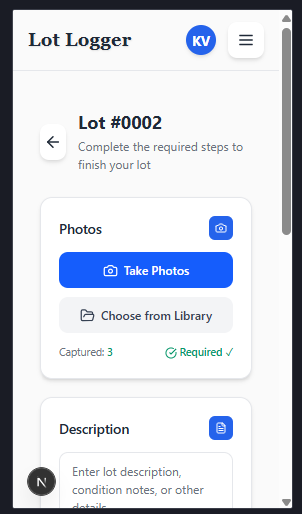 Lot Logger
KV
Lot #0002
Complete the required steps to
finish your lot
Photos
Take Photos
Choose from Library
Captured: 3
Required ✓
Description
Enter lot description,
condition notes, or other
details
N